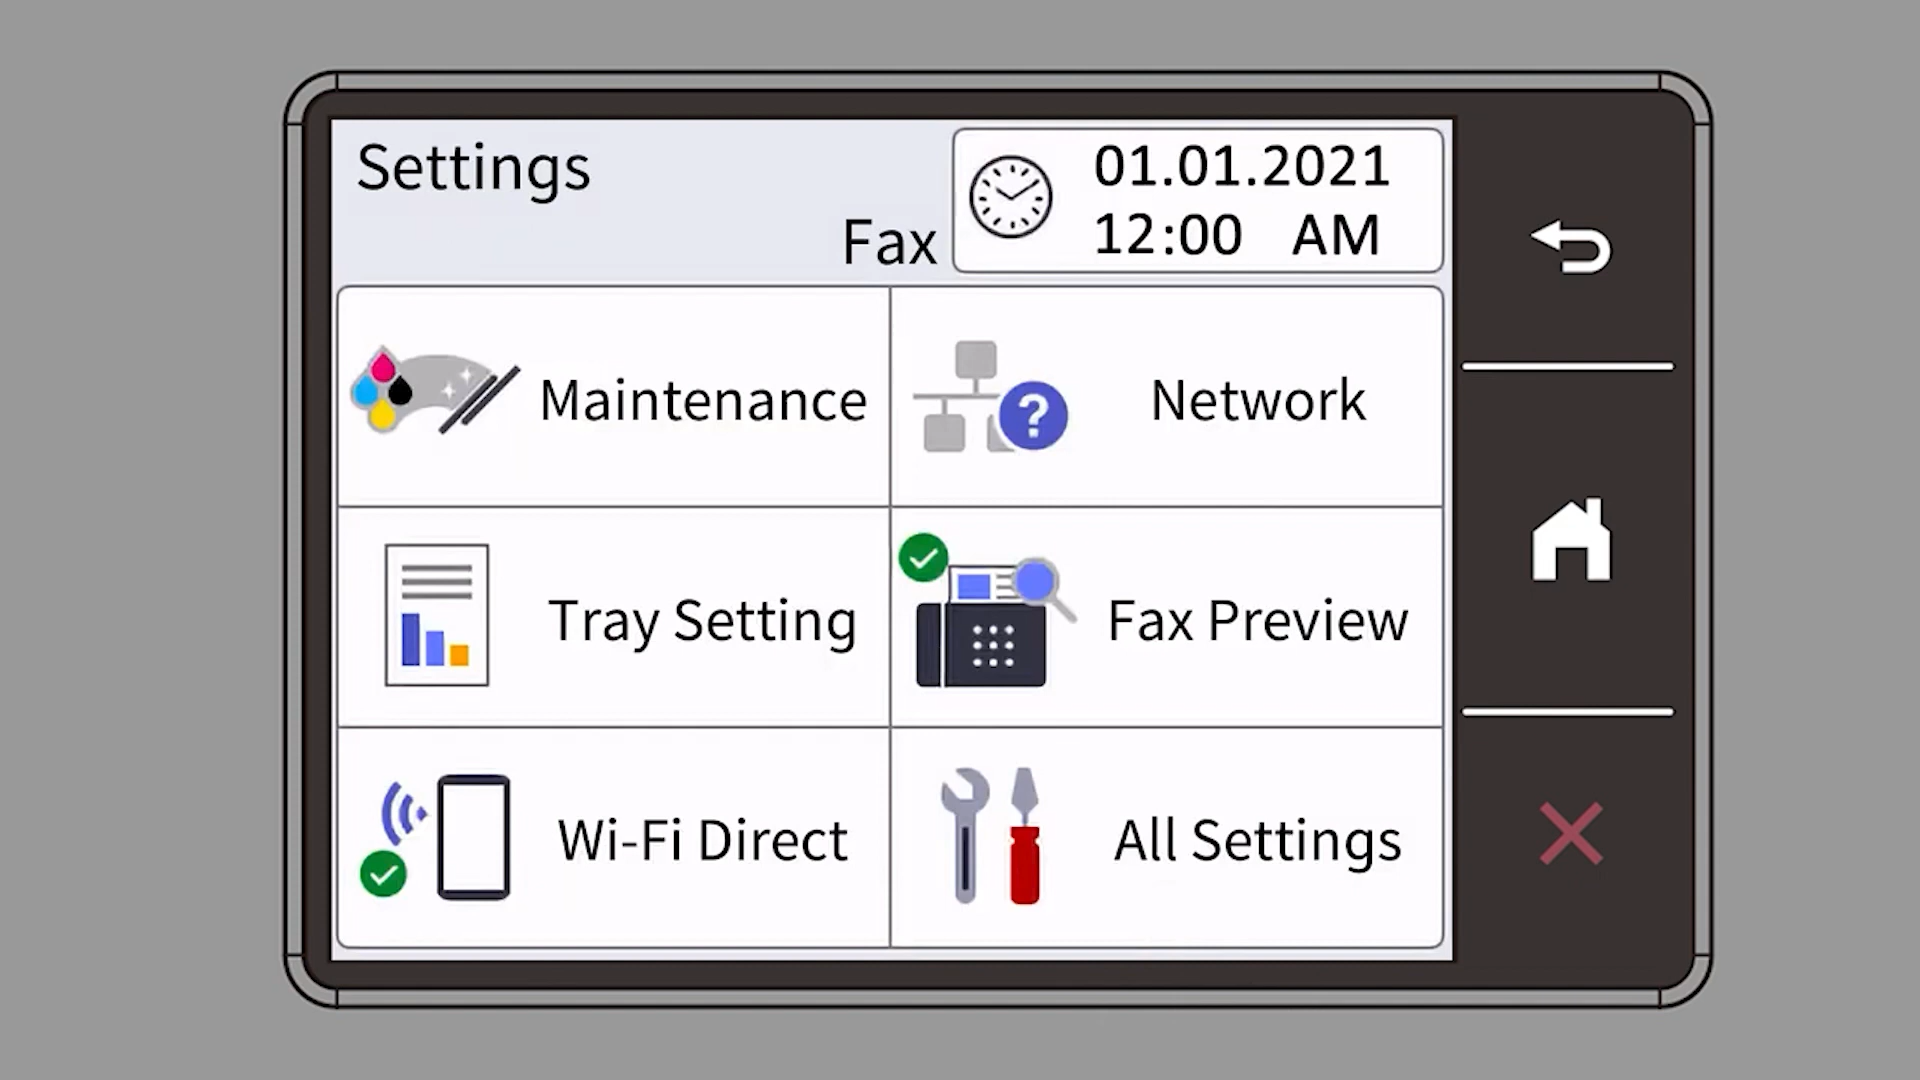 Settings
01.01.2021
12:00 AM
Fax
Maintenance
Network
Tray Setting
Fax Preview
Wi-Fi Direct
All Settings